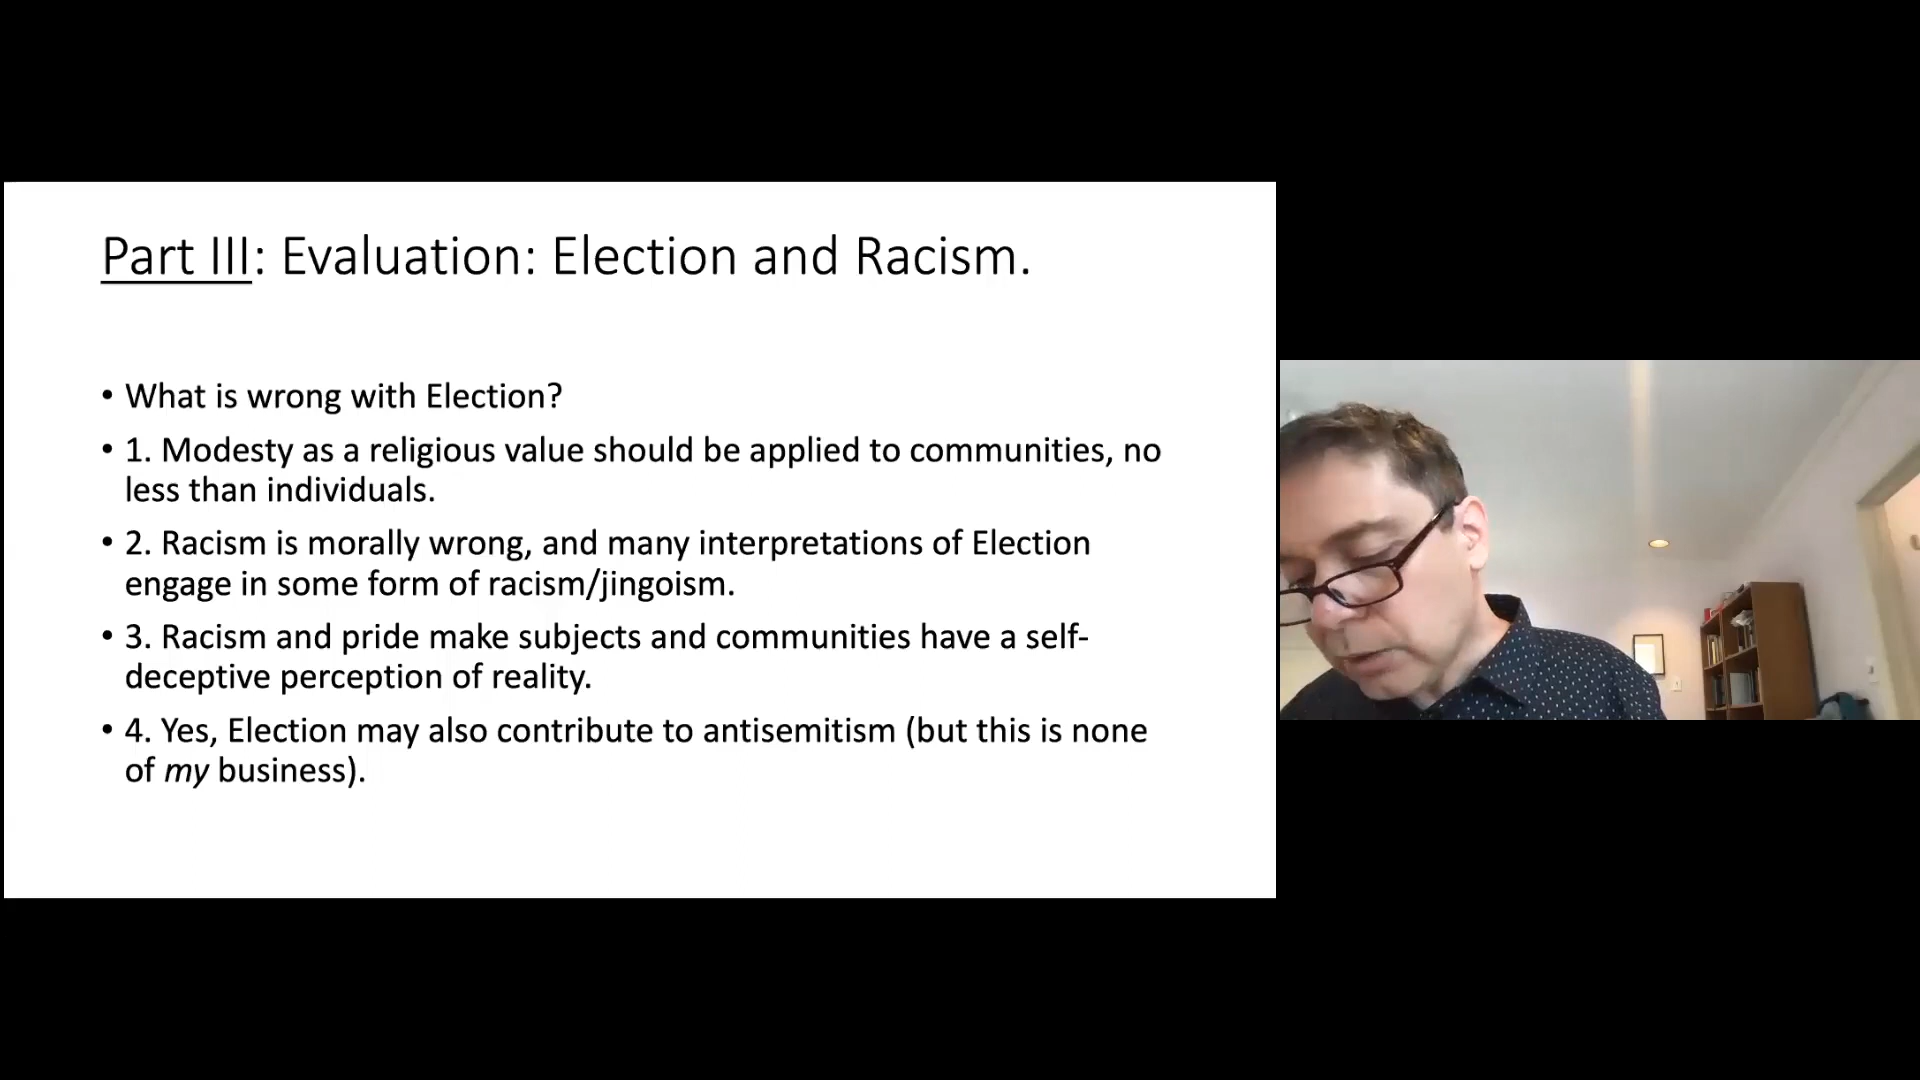 Part III: Evaluation: Election and Racism.
• What is wrong with Election?
• 1. Modesty as a religious value should be applied to communities, no
less than individuals.
• 2. Racism is morally wrong, and many interpretations of Election
engage in some form of racism/jingoism.
• 3. Racism and pride make subjects and communities have a self-
deceptive perception of reality.
• 4. Yes, Election may also contribute to antisemitism (but this is none
of my business).